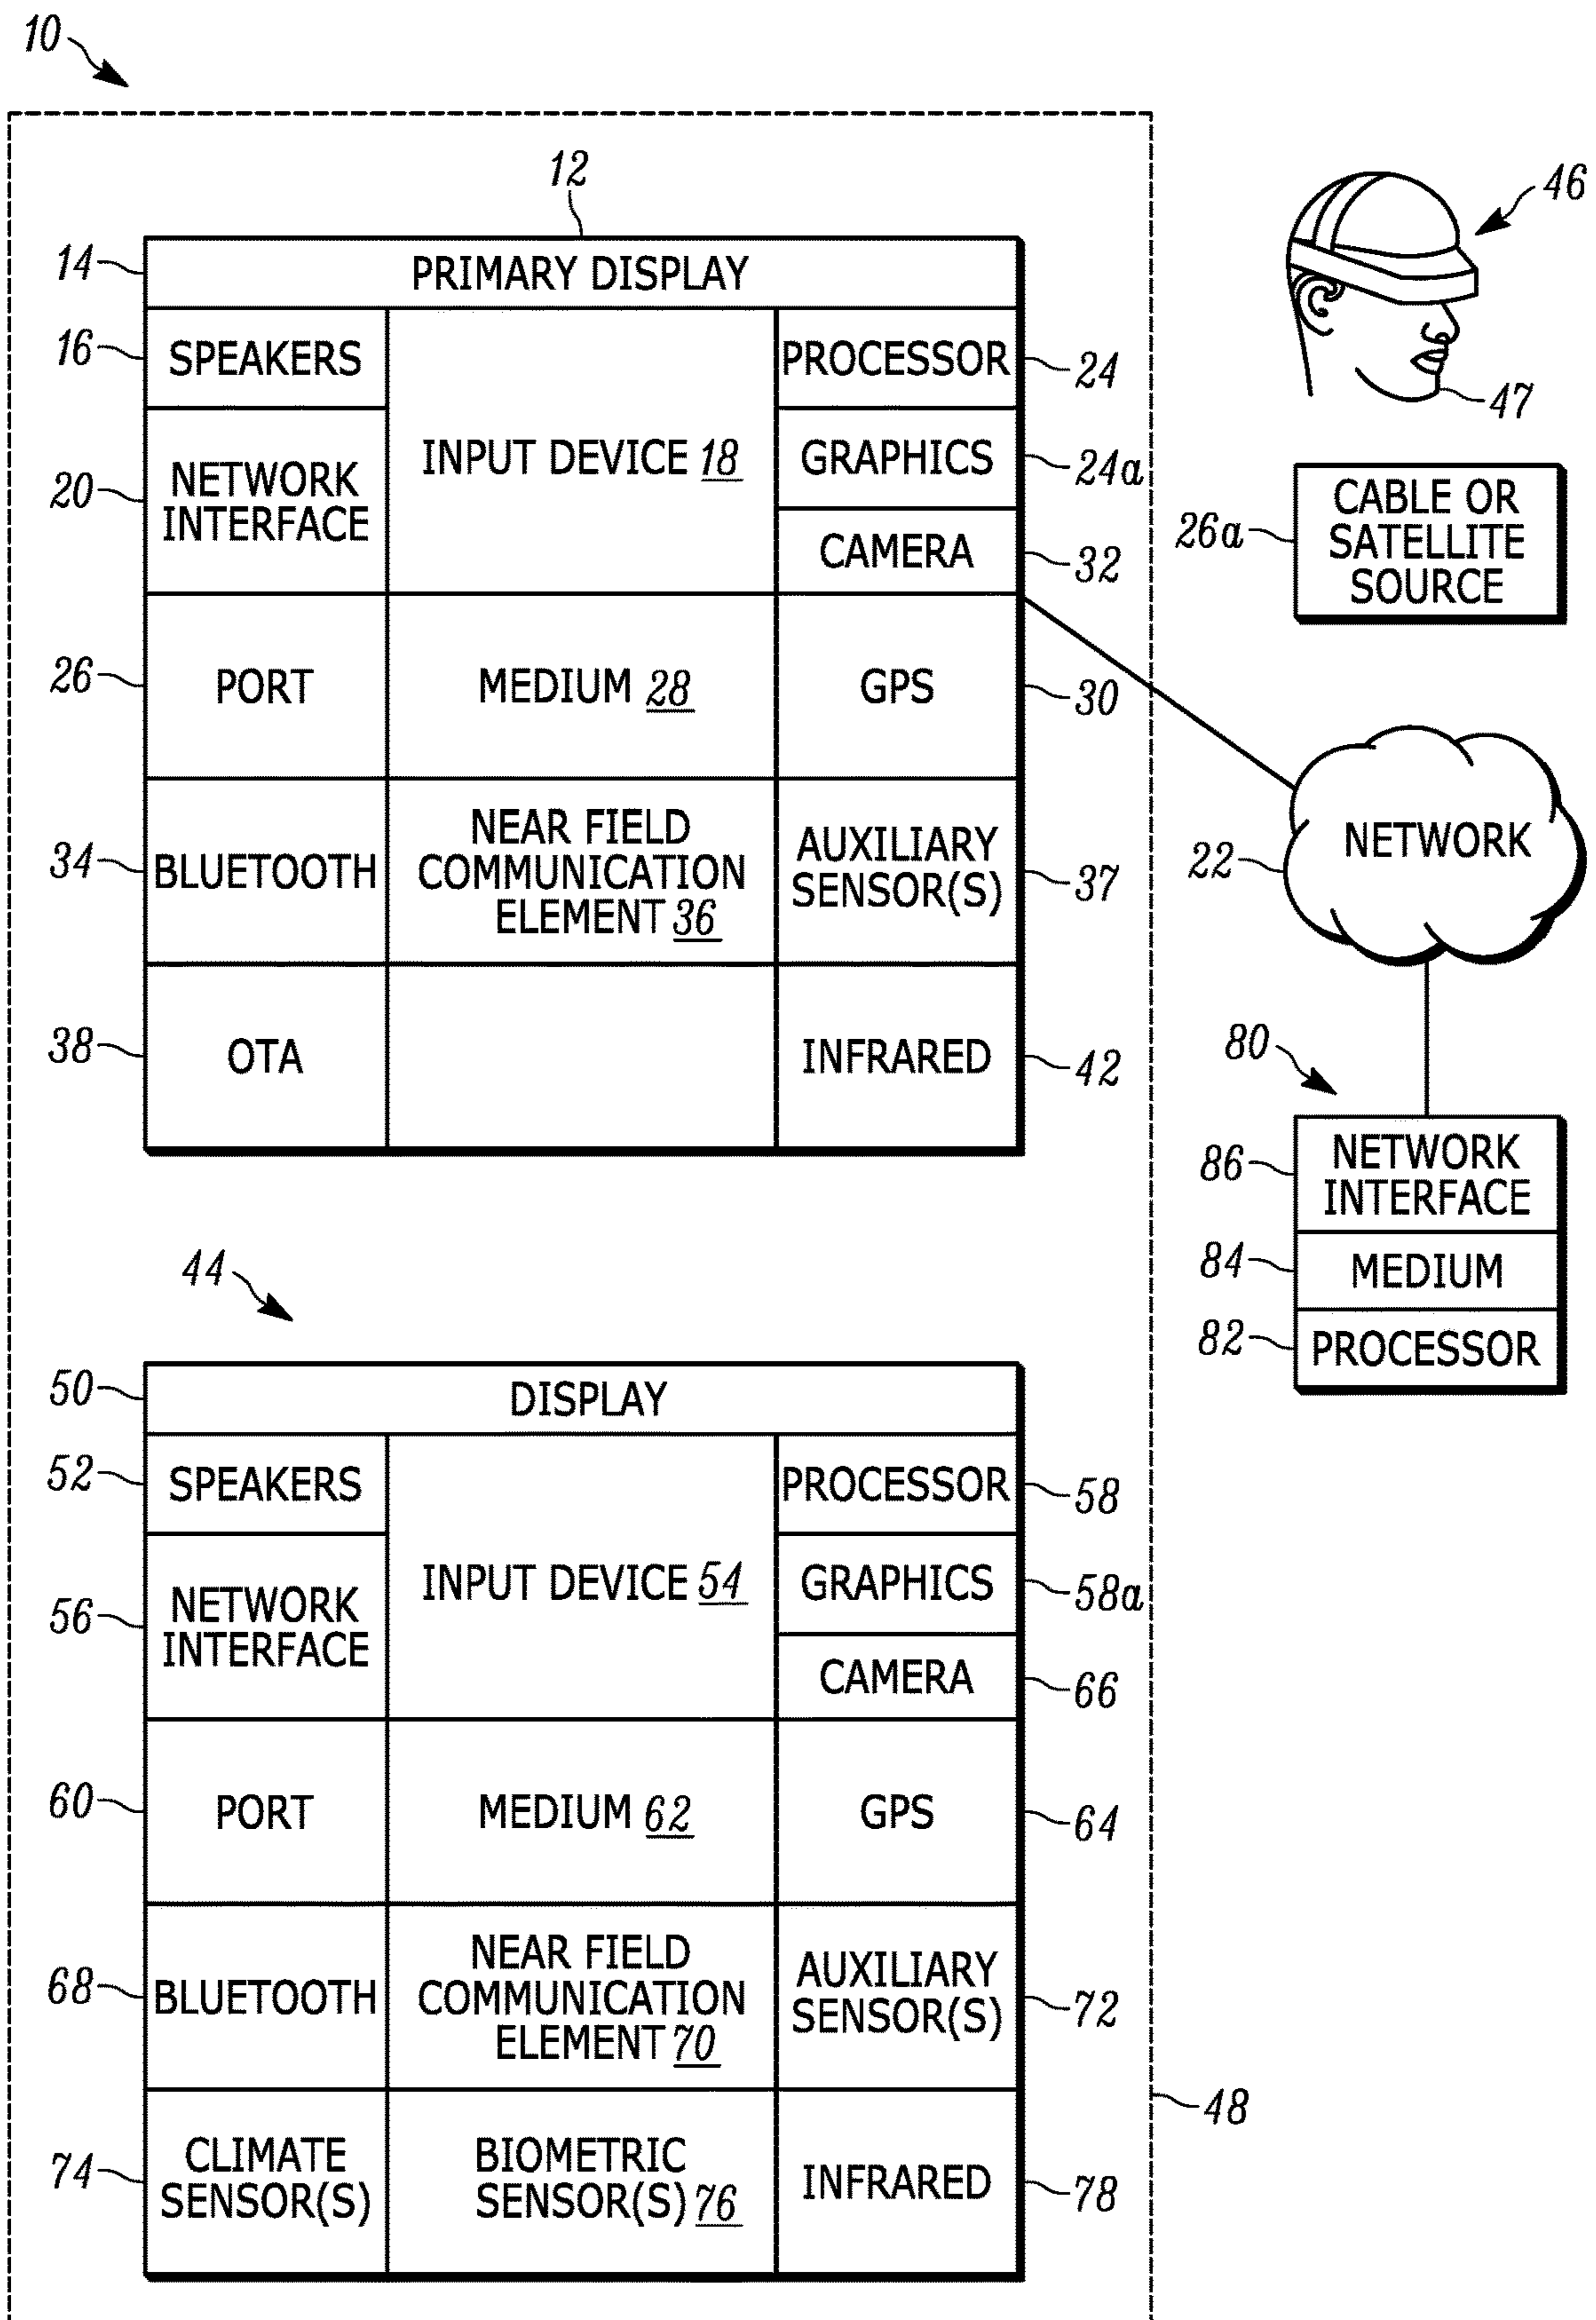 10
12
46
14
PRIMARY DISPLAY
16
SPEAKERS
PROCESSOR
24
47
INPUT DEVICE 18
GRAPHICS
24a
20
NETWORK
INTERFACE
CAMERA
32
26a
CABLE OR
SATELLITE
SOURCE
26
PORT
MEDIUM 28
GPS
30
34
BLUETOOTH
NEAR FIELD
COMMUNICATION
ELEMENT 36
AUXILIARY
SENSOR(S)
37
22
NETWORK
38
OTA
INFRARED
42
80
86
NETWORK
INTERFACE
84
MEDIUM
82
PROCESSOR
44
50
DISPLAY
52
SPEAKERS
PROCESSOR
58
INPUT DEVICE 54
GRAPHICS
58a
56
NETWORK
INTERFACE
CAMERA
66
60
PORT
MEDIUM 62
GPS
64
68
BLUETOOTH
NEAR FIELD
COMMUNICATION
ELEMENT 70
AUXILIARY
SENSOR(S)
72
48
74
CLIMATE
SENSOR(S)
BIOMETRIC
SENSOR(S) 76
INFRARED
78